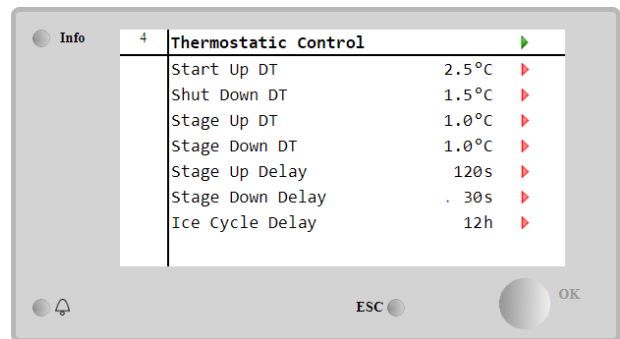 Info
4 Thermostatic Control
Start Up DT 2.5°C
Shut Down DT 1.5°C
Stage Up DT 1.0°C
Stage Down DT 1.0°C
Stage Up Delay 120s
Stage Down Delay . 30s
Ice Cycle Delay 12h
ESC
OK